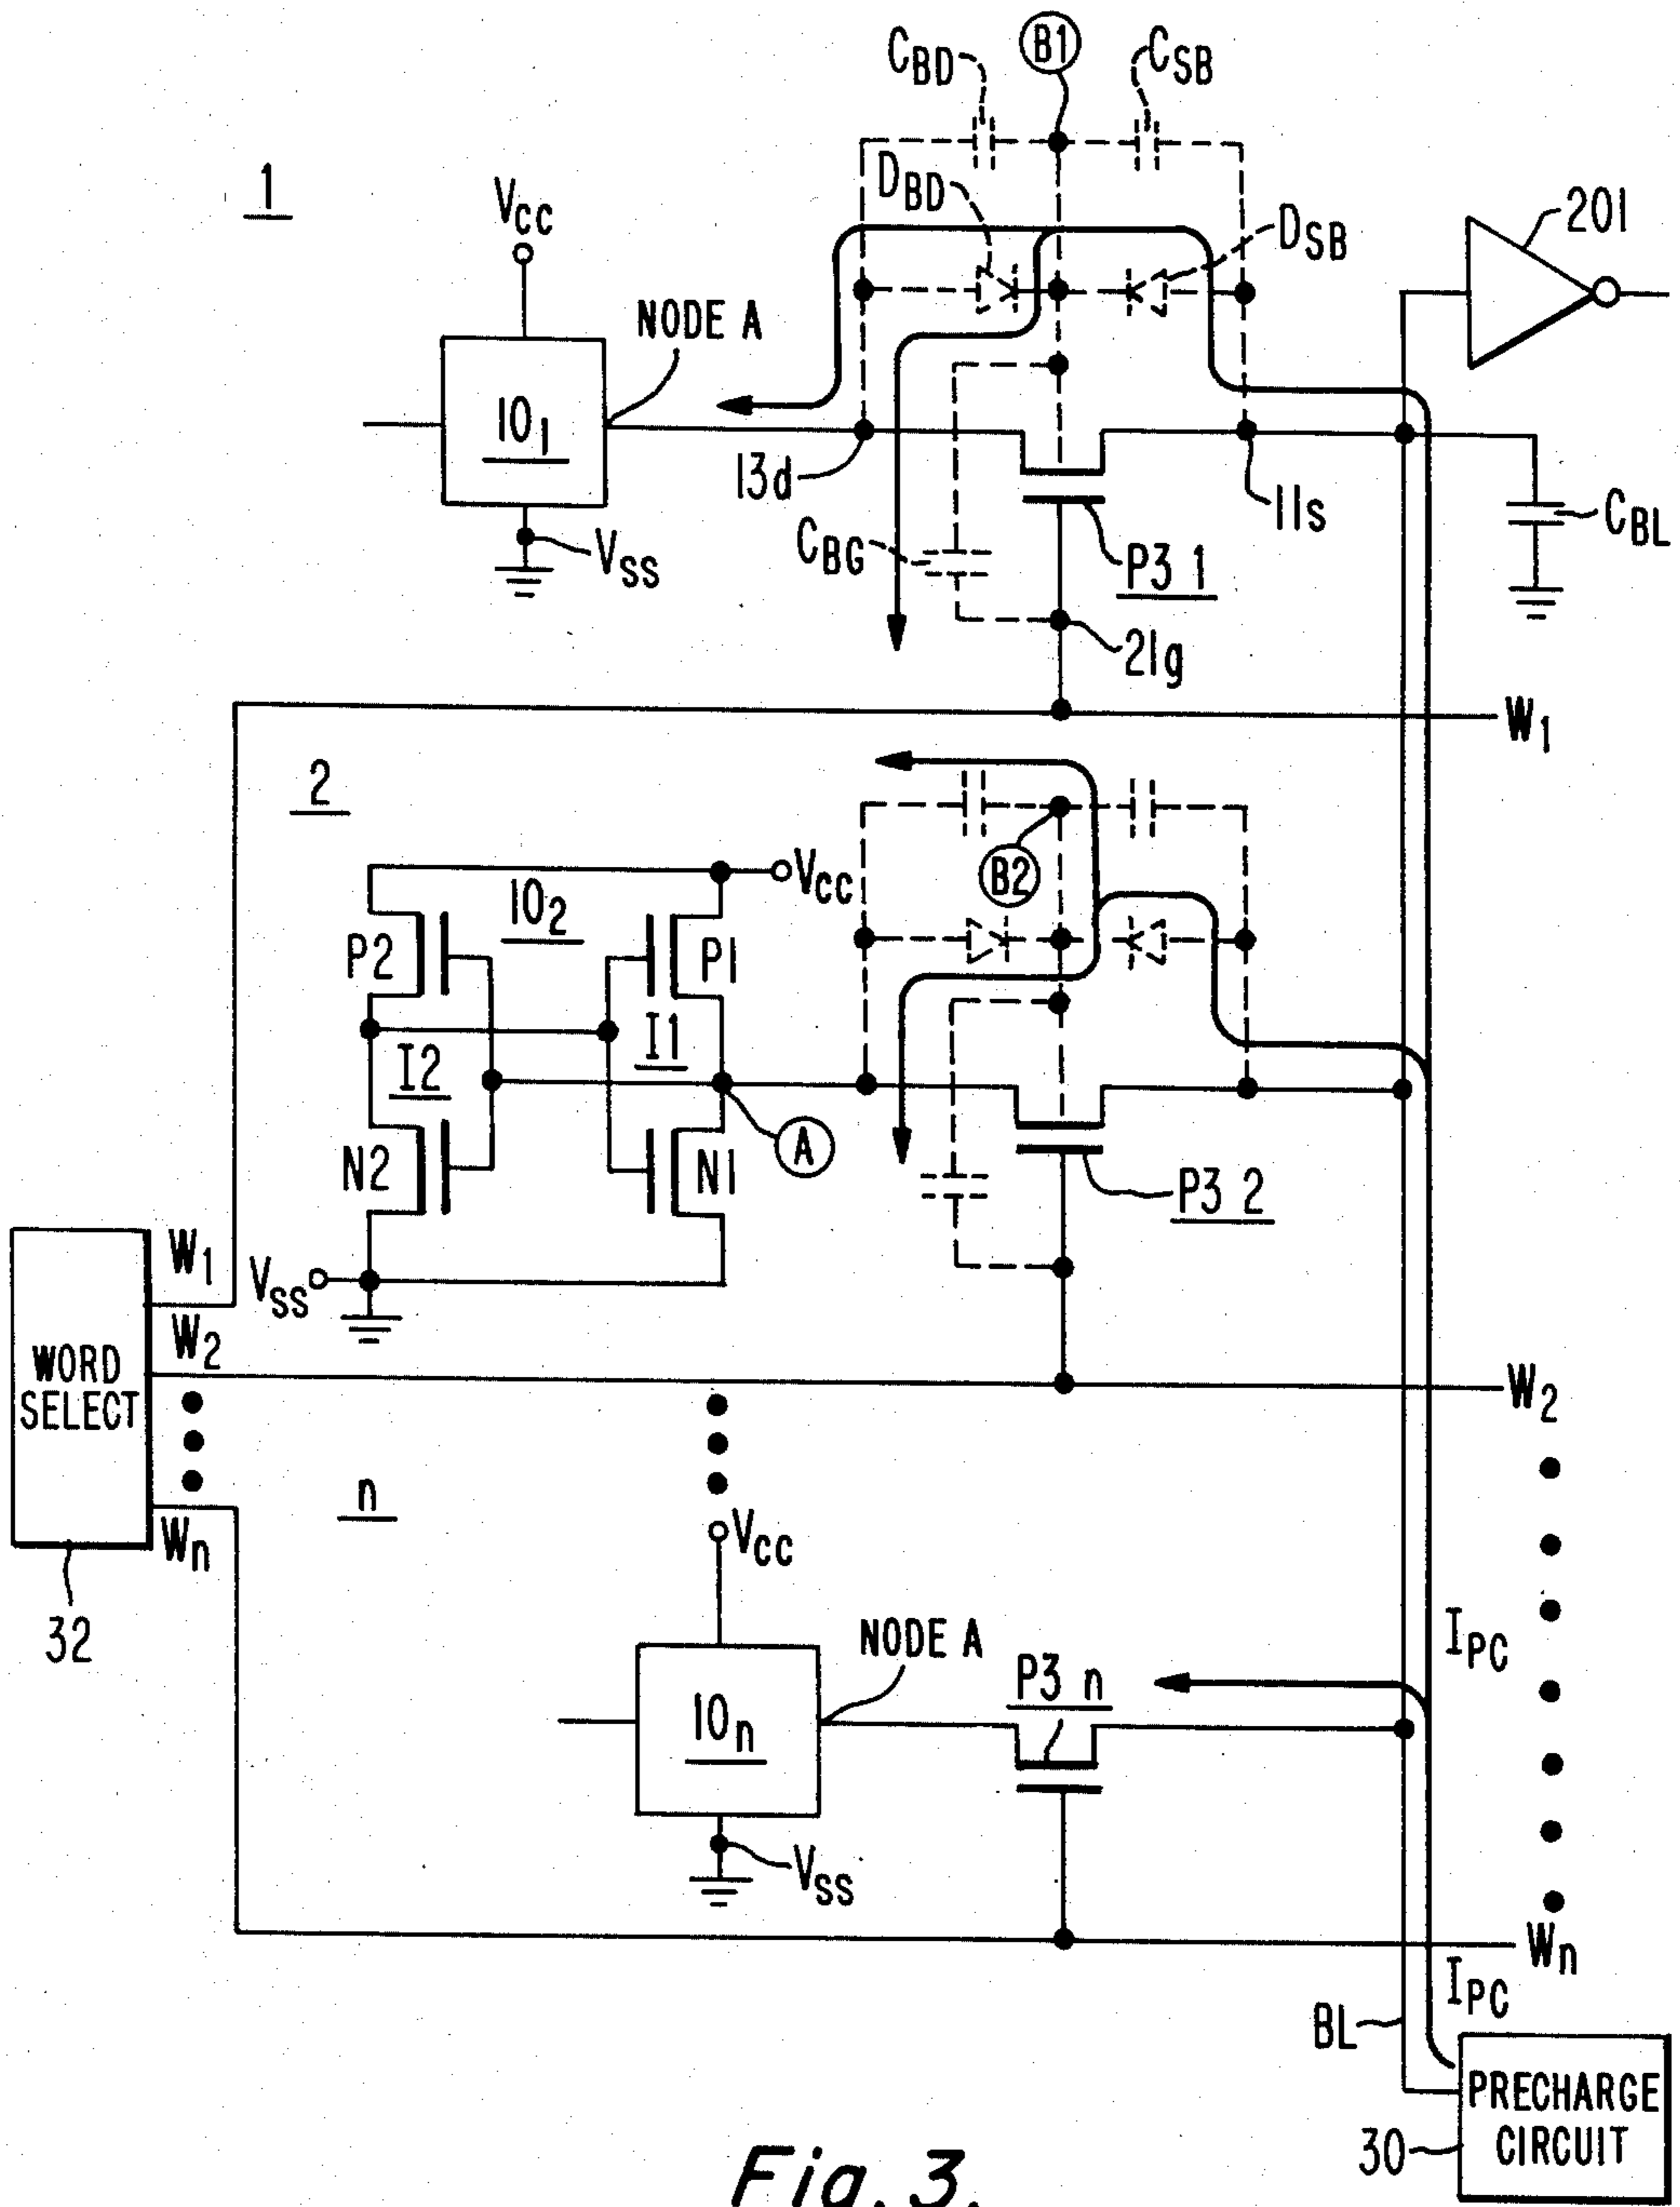 C_BD
B1
C_SB
1
D_BD
V_CC
D_SB
201
NODE A
10_1
13d
11s
C_BL
V_SS
C_BG
P3 1
21g
W_1
2
V_CC
B2
10_2
P2
P1
I1
I2
A
N2
N1
P3 2
W_1
V_SS
W_2
WORD
SELECT
W_2
n
W_n
V_CC
32
NODE A
I_PC
P3 n
10_n
V_SS
W_n
I_PC
BL
PRECHARGE
CIRCUIT
30
Fig. 3.